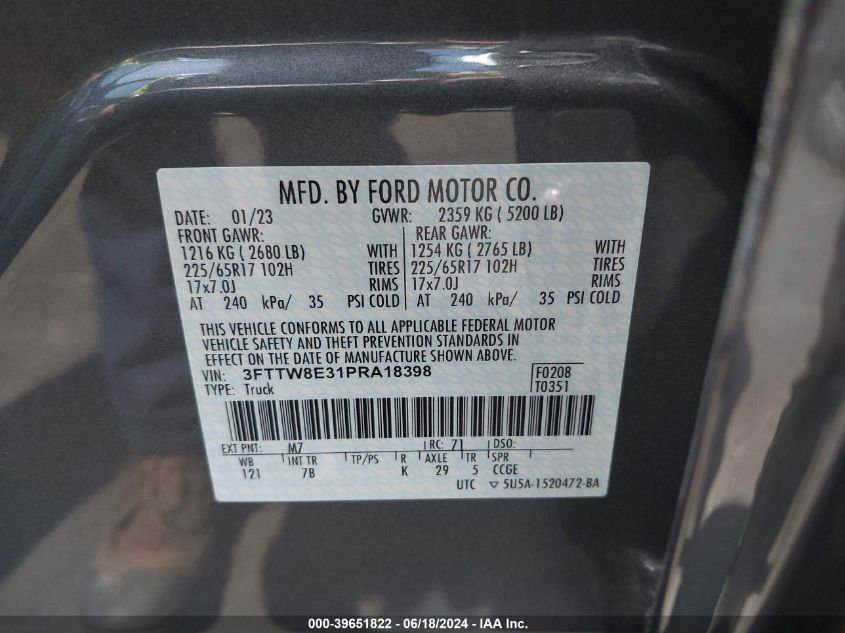 MFD. BY FORD MOTOR CO.
DATE: 01/23 GVWR: 2359 KG ( 5200 LB)
FRONT GAWR: REAR GAWR:
1216 KG ( 2680 LB) WITH 1254 KG ( 2765 LB) WITH
225/65R17 102H TIRES 225/65R17 102H TIRES
17x7.0J RIMS 17x7.0J RIMS
AT 240 kPa/ 35 PSI COLD AT 240 kPa/ 35 PSI COLD
THIS VEHICLE CONFORMS TO ALL APPLICABLE FEDERAL MOTOR
VEHICLE SAFETY AND THEFT PREVENTION STANDARDS IN
EFFECT ON THE DATE OF MANUFACTURE SHOWN ABOVE.
VIN: 3FTTW8E31PRA18398 F0208
TYPE: Truck T0351
EXT PNT: M7 RC: 71 DSO:
WB INT TR TP/PS R AXLE TR SPR
121 7B K 29 5 CCGE
UTC ▽ 5U5A-1520472-BA
000-39651822 - 06/18/2024 - IAA Inc.